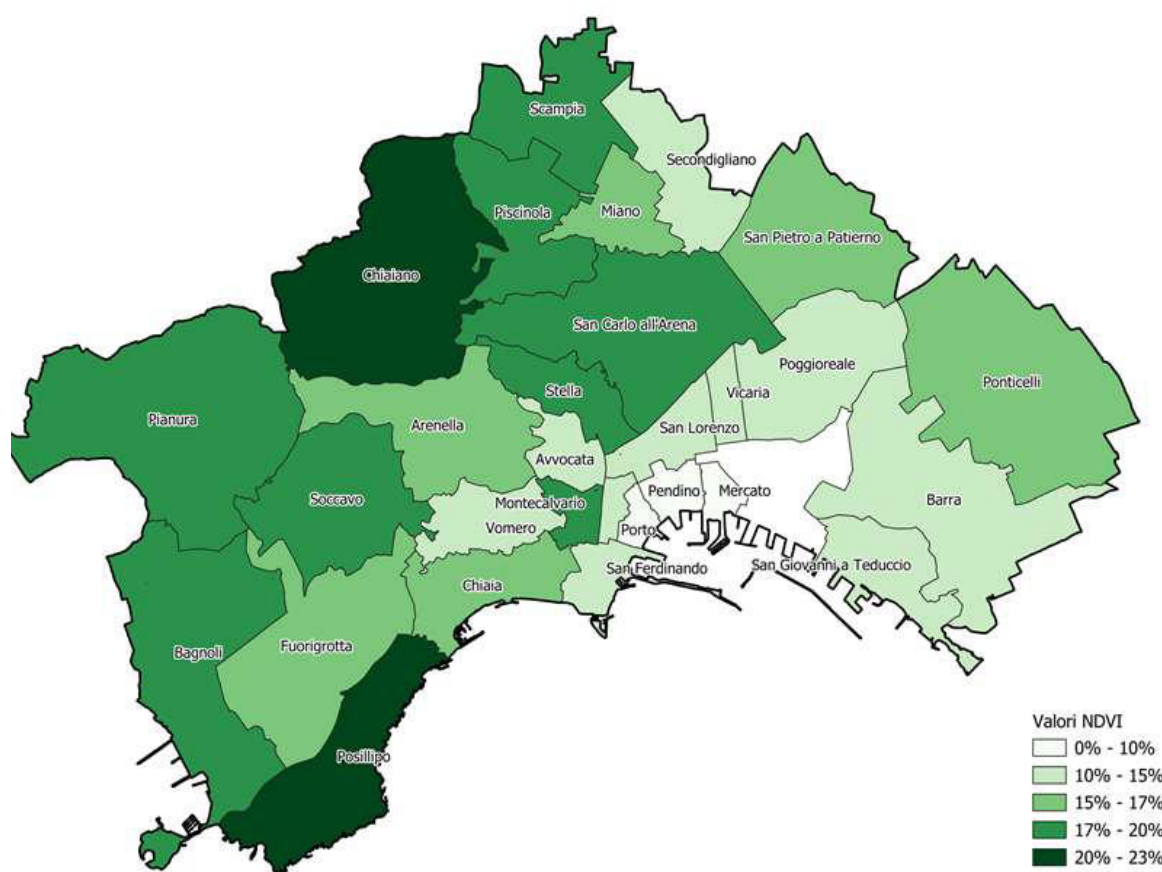 Scampia
Secondigliano
Piscinola
Miano
San Pietro a Patierno
Chiaiano
San Carlo all'Arena
Poggioreale
Ponticelli
Stella
Vicaria
Pianura
Arenella
San Lorenzo
Avvocata
Soccavo
Pendino
Mercato
Barra
Montecalvario
Vomero
Porto
San Ferdinando
San Giovanni a Teduccio
Chiaia
Fuorigrotta
Bagnoli
Posillipo
Valori NDVI
0% - 10%
10% - 15%
15% - 17%
17% - 20%
20% - 23%